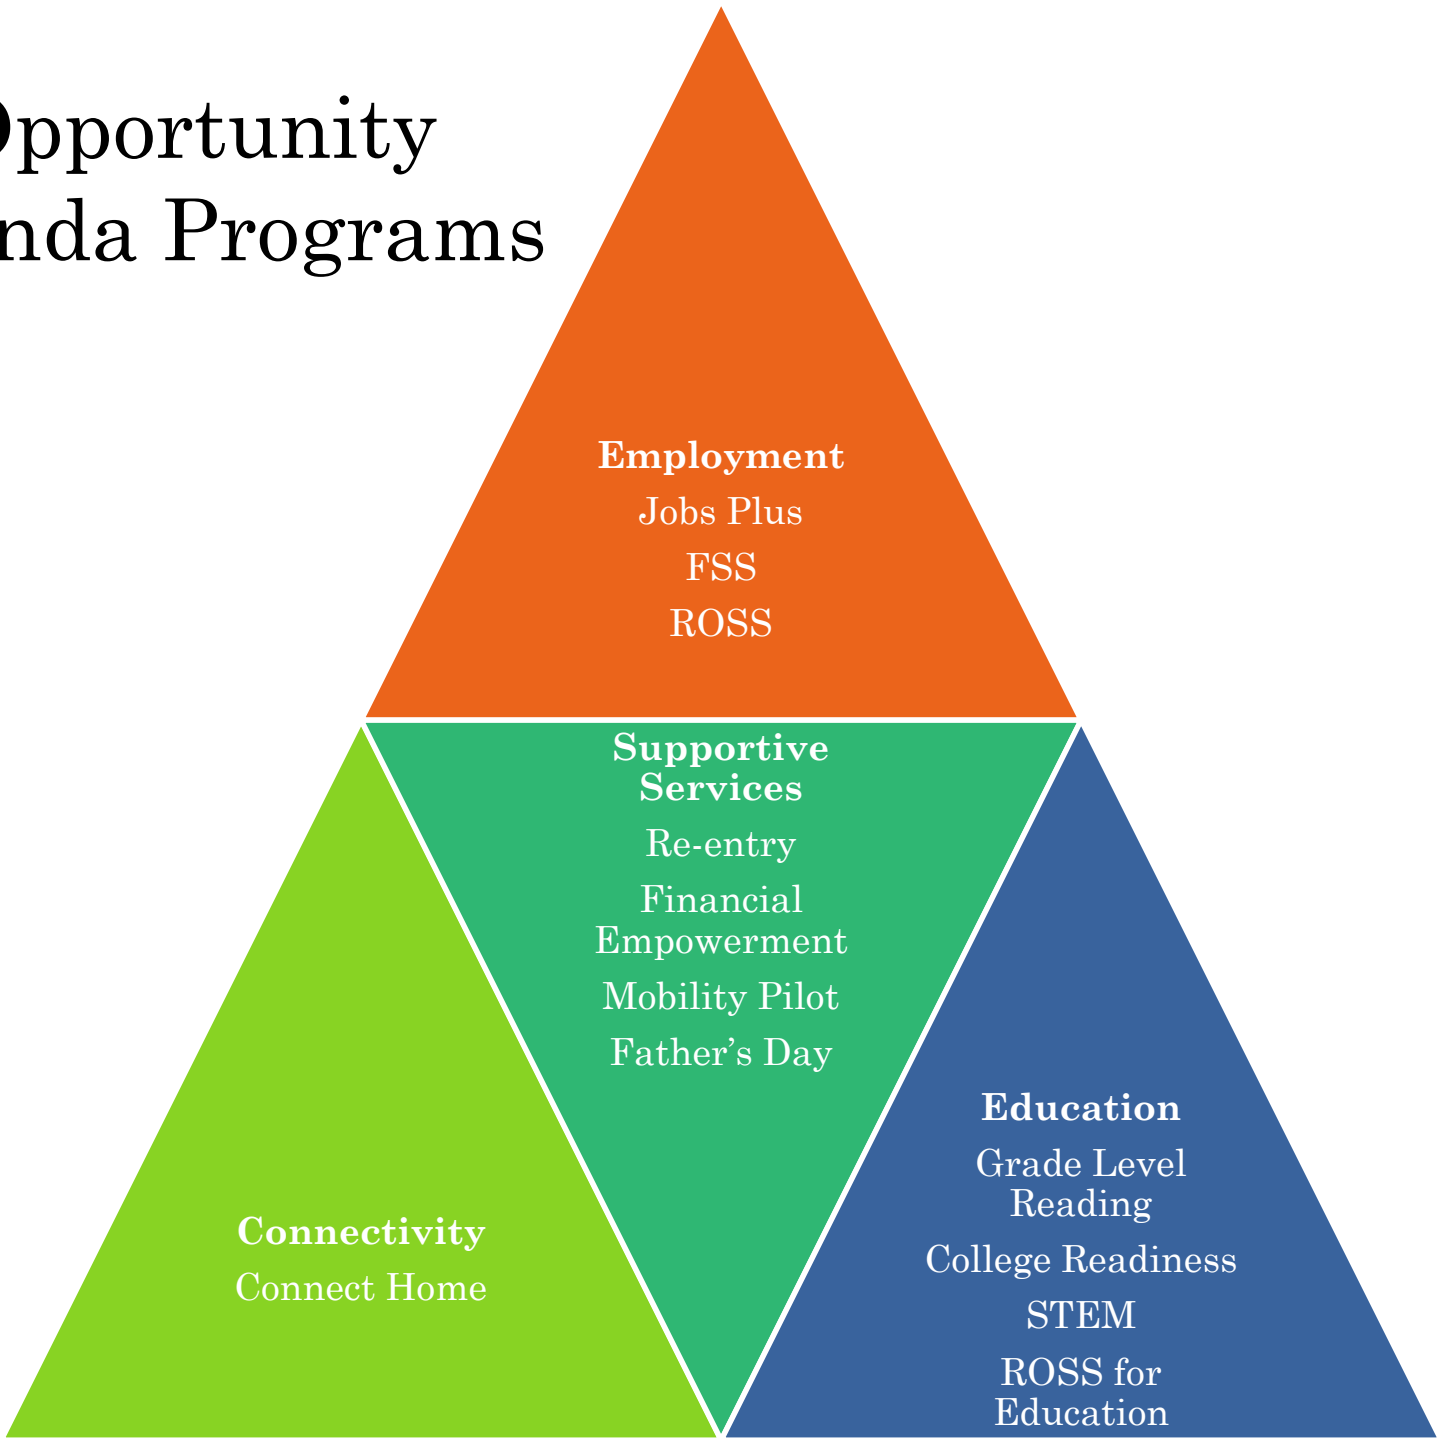 Opportunity
nda Programs
Employment
Jobs Plus
FSS
ROSS
Supportive
Services
Re-entry
Financial
Empowerment
Mobility Pilot
Father’s Day
Connectivity
Connect Home
Education
Grade Level
Reading
College Readiness
STEM
ROSS for
Education